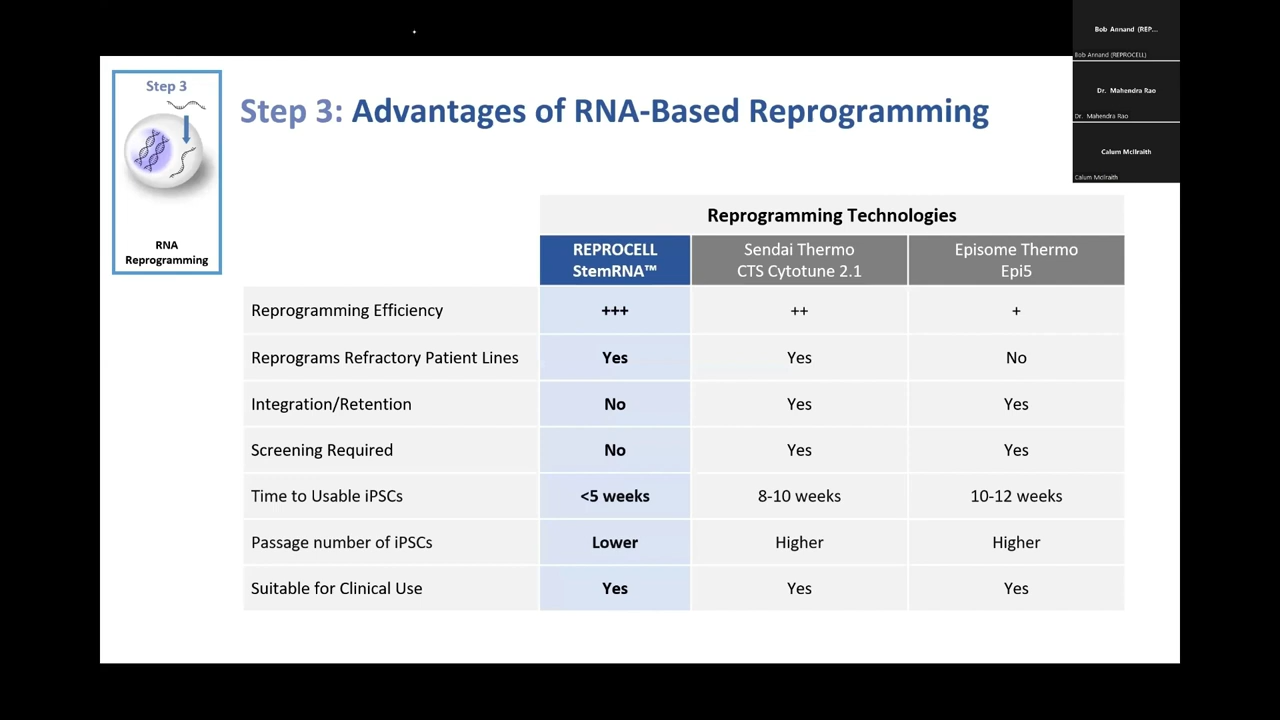 Bob Annand (REP...
Bob Annand (REPROCELL)
Dr. Mahendra Rao
Dr. Mahendra Rao
Calum McIlraith
Calum McIlraith
Step 3
RNA
Reprogramming
Step 3: Advantages of RNA-Based Reprogramming
Reprogramming Technologies
REPROCELL StemRNA™ Sendai Thermo CTS Cytotune 2.1 Episome Thermo Epi5
Reprogramming Efficiency +++ ++ +
Reprograms Refractory Patient Lines Yes Yes No
Integration/Retention No Yes Yes
Screening Required No Yes Yes
Time to Usable iPSCs <5 weeks 8-10 weeks 10-12 weeks
Passage number of iPSCs Lower Higher Higher
Suitable for Clinical Use Yes Yes Yes